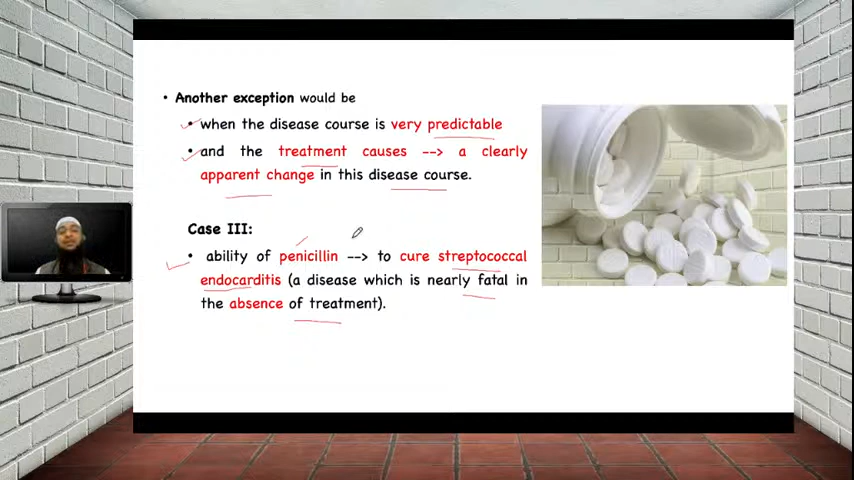 • Another exception would be
• when the disease course is very predictable
• and the treatment causes --> a clearly
apparent change in this disease course.
Case III:
• ability of penicillin --> to cure streptococcal
endocarditis (a disease which is nearly fatal in
the absence of treatment).